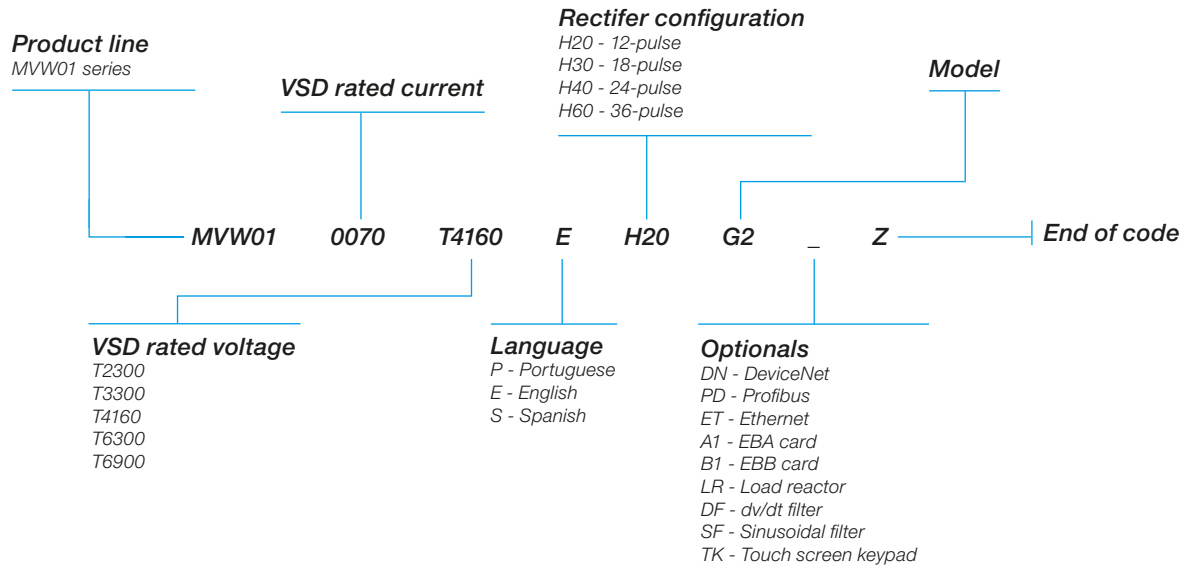 Product line
MVW01 series
VSD rated current
Rectifer configuration
H20 - 12-pulse
H30 - 18-pulse
H40 - 24-pulse
H60 - 36-pulse
Model
MVW01 0070 T4160 E H20 G2 _ Z End of code
VSD rated voltage
T2300
T3300
T4160
T6300
T6900
Language
P - Portuguese
E - English
S - Spanish
Optionals
DN - DeviceNet
PD - Profibus
ET - Ethernet
A1 - EBA card
B1 - EBB card
LR - Load reactor
DF - dv/dt filter
SF - Sinusoidal filter
TK - Touch screen keypad